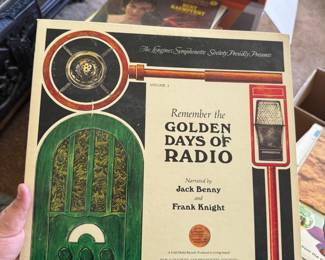 The Longines Symphonette Society Proudly Presents
VOLUME 1
Remember the
GOLDEN
DAYS OF
RADIO
Narrated by
Jack Benny
and
Frank Knight